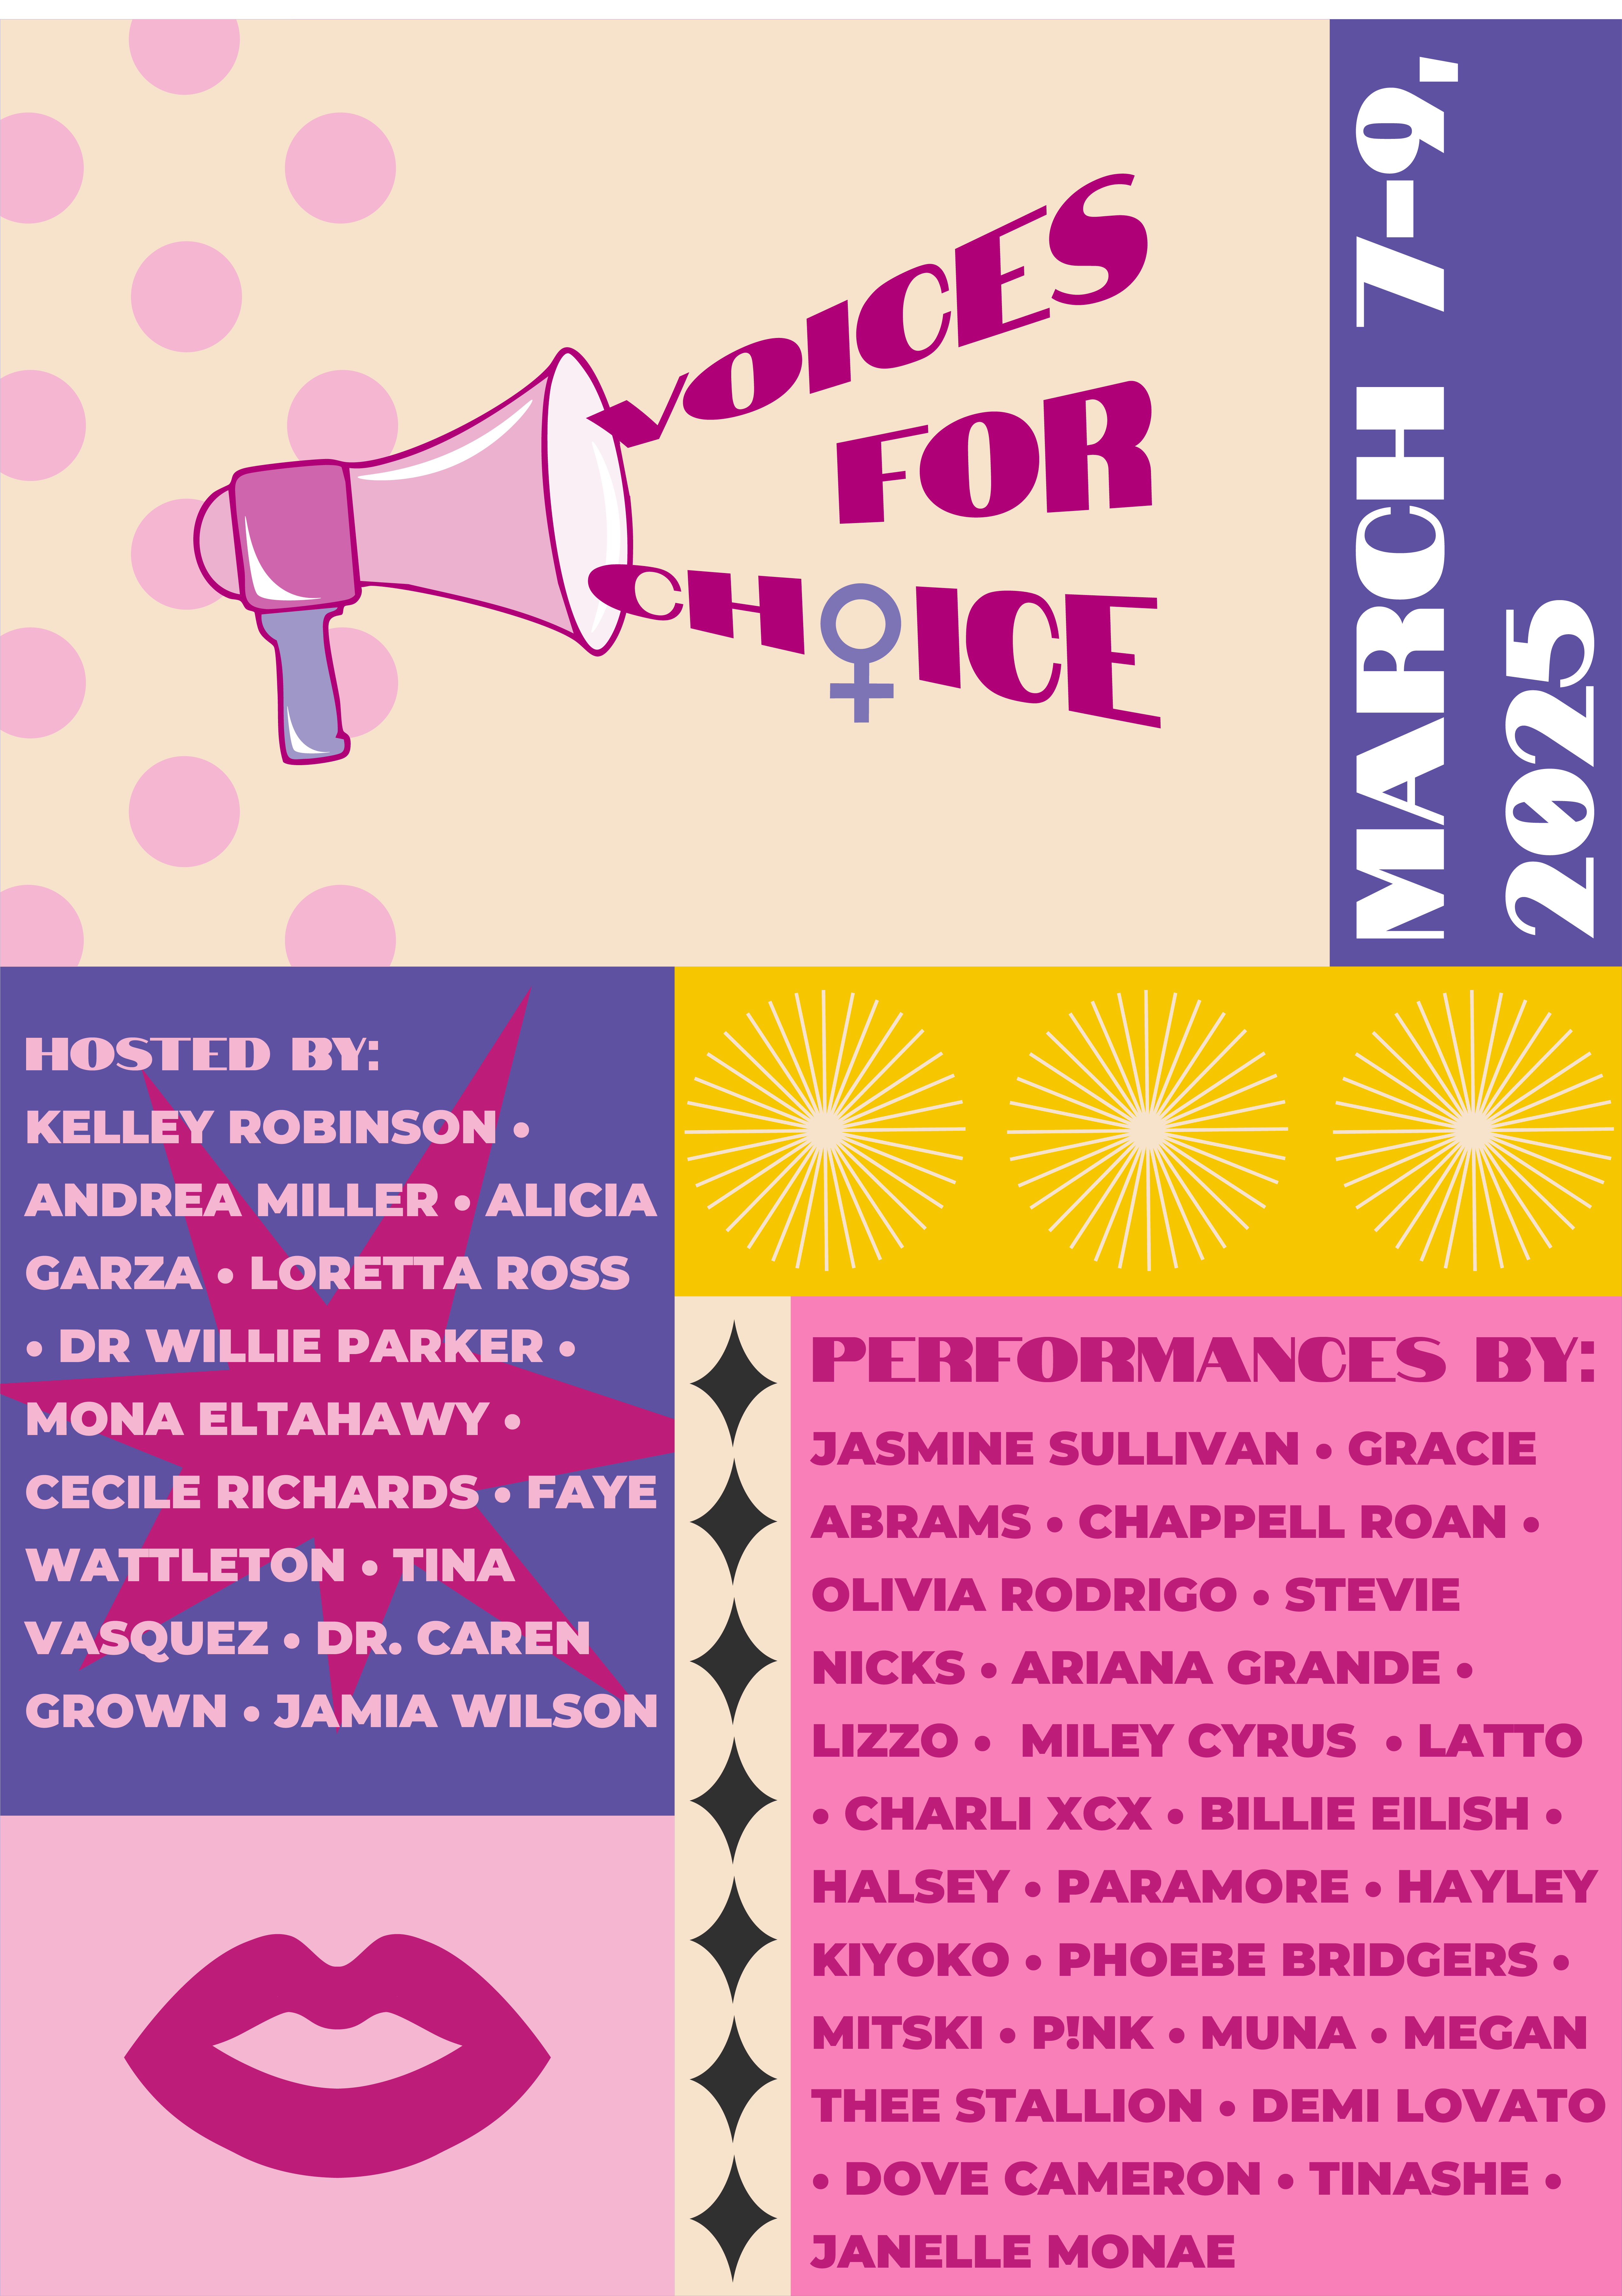 VOICES
FOR
CH♀ICE
MARCH 7-9,
2025
HOSTED BY:
KELLEY ROBINSON •
ANDREA MILLER • ALICIA
GARZA • LORETTA ROSS
• DR WILLIE PARKER •
MONA ELTAHAWY •
CECILE RICHARDS • FAYE
WATTLETON • TINA
VASQUEZ • DR. CAREN
GROWN • JAMIA WILSON
PERFORMANCES BY:
JASMINE SULLIVAN • GRACIE
ABRAMS • CHAPPELL ROAN •
OLIVIA RODRIGO • STEVIE
NICKS • ARIANA GRANDE •
LIZZO • MILEY CYRUS • LATTO
• CHARLI XCX • BILLIE EILISH •
HALSEY • PARAMORE • HAYLEY
KIYOKO • PHOEBE BRIDGERS •
MITSKI • P!NK • MUNA • MEGAN
THEE STALLION • DEMI LOVATO
• DOVE CAMERON • TINASHE •
JANELLE MONAE